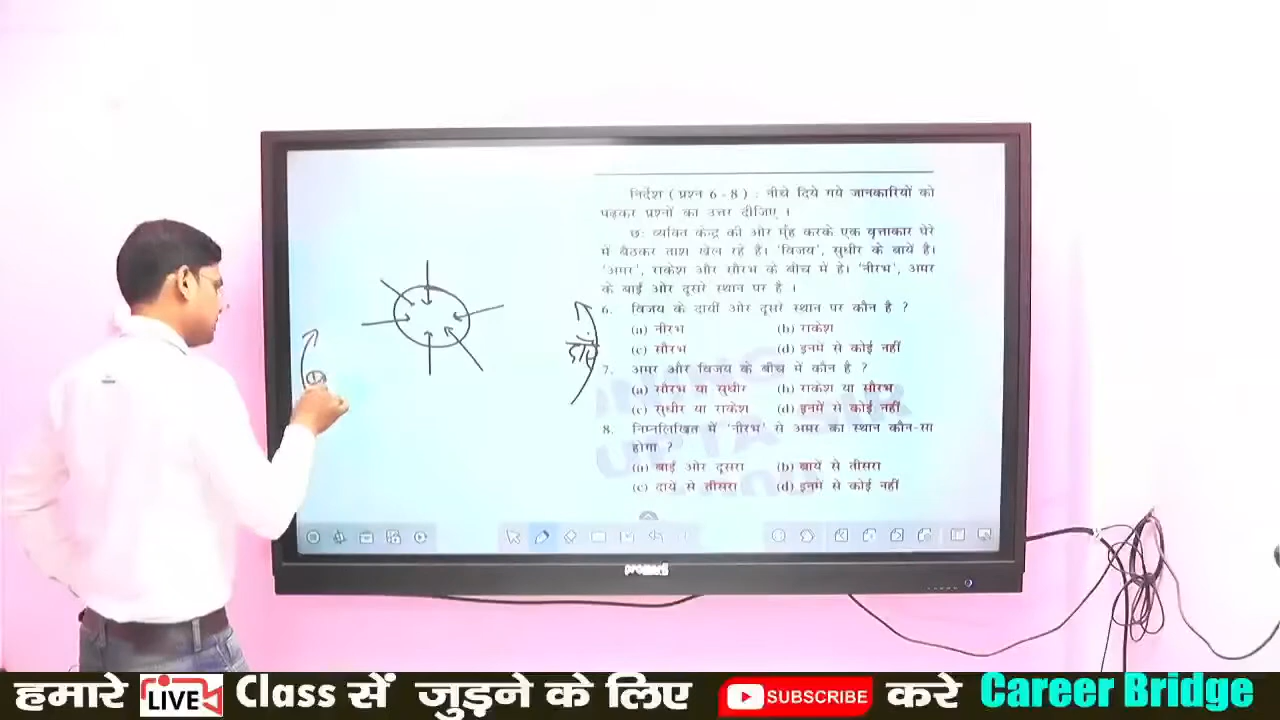 निर्देश ( प्रश्न 6 - 8 ) : नीचे दिये गये जानकारियों को
पढ़कर प्रश्नों का उत्तर दीजिए ।
छः व्यक्ति केन्द्र की ओर मुँह करके एक वृत्ताकार घेरे
में बैठकर ताश खेल रहे हैं। 'विजय', सुधीर के बायें है।
'अमर', राकेश और सौरभ के बीच में है। 'नीरभ', अमर
के बाईं ओर दूसरे स्थान पर है ।
6. विजय के दायीं ओर दूसरे स्थान पर कौन है ?
(a) नीरभ (b) राकेश
(c) सौरभ (d) इनमें से कोई नहीं
7. अमर और विजय के बीच में कौन है ?
(a) सौरभ या सुधीर (b) राकेश या सौरभ
(c) सुधीर या राकेश (d) इनमें से कोई नहीं
8. निम्नलिखित में 'नीरभ' से अमर का स्थान कौन-सा
होगा ?
(a) बाईं ओर दूसरा (b) बायें से तीसरा
(c) दायें से तीसरा (d) इनमें से कोई नहीं
हमारे LIVE Class सें जुड़ने के लिए SUBSCRIBE करे Career Bridge